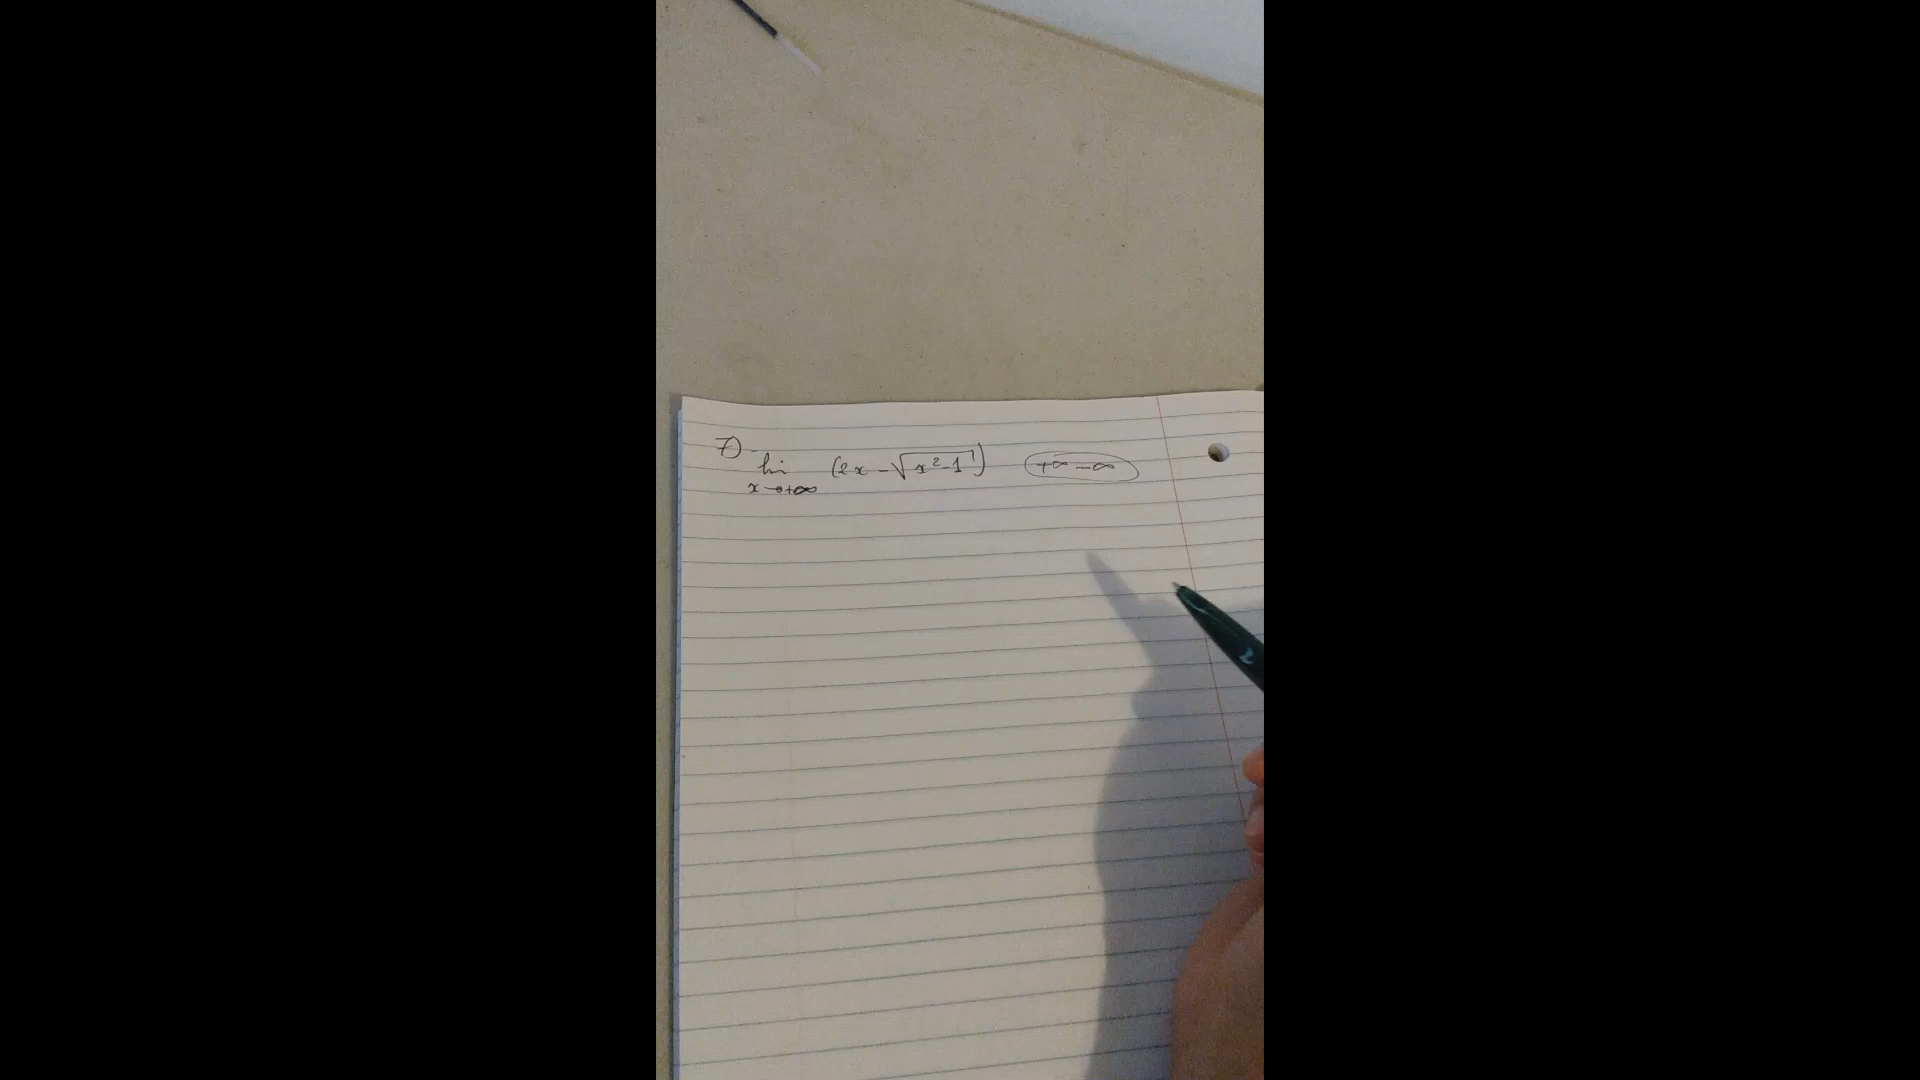 7) lim (2x - √(x² - 1)) +∞ - ∞
x → +∞